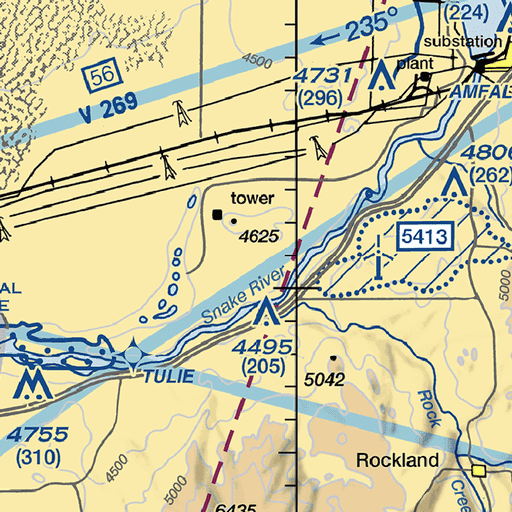 (224)
235°
substation
4500
plant
4731
(296)
56
V 269
AMFAL
4806
(262)
tower
4625
5413
5000
Snake River
AL
E
4495
(205)
TULIE
5042
Rock
4755
(310)
4500
5000
Rockland
Creek
6435